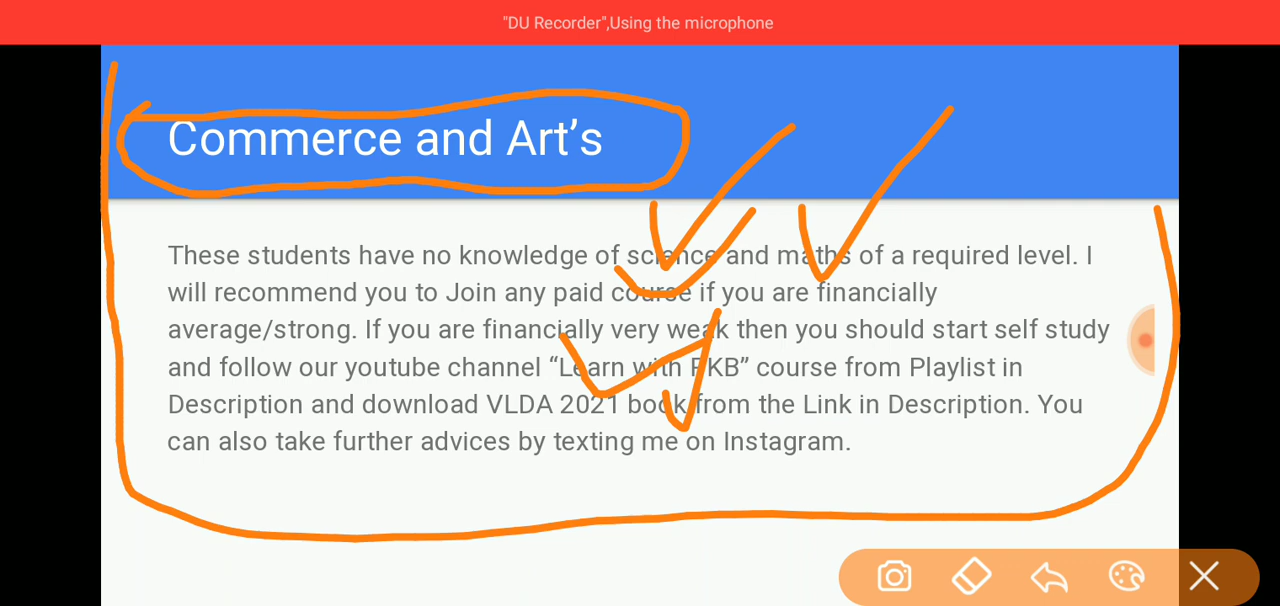 "DU Recorder",Using the microphone
Commerce and Art’s
These students have no knowledge of science and maths of a required level. I
will recommend you to Join any paid course if you are financially
average/strong. If you are financially very weak then you should start self study
and follow our youtube channel “Learn with PKB” course from Playlist in
Description and download VLDA 2021 book from the Link in Description. You
can also take further advices by texting me on Instagram.